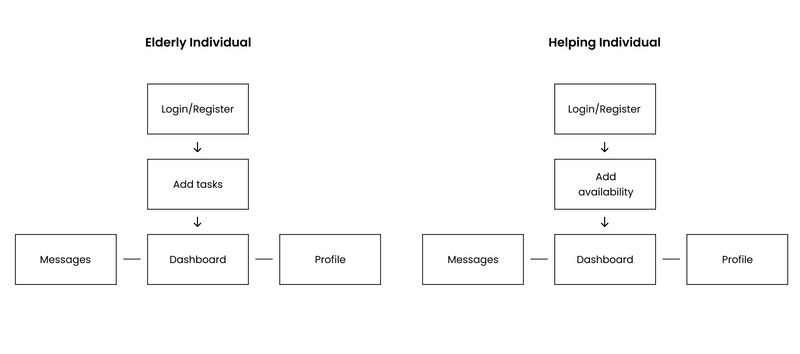 Elderly Individual
Login/Register
Add tasks
Messages
Dashboard
Profile
Helping Individual
Login/Register
Add
availability
Messages
Dashboard
Profile